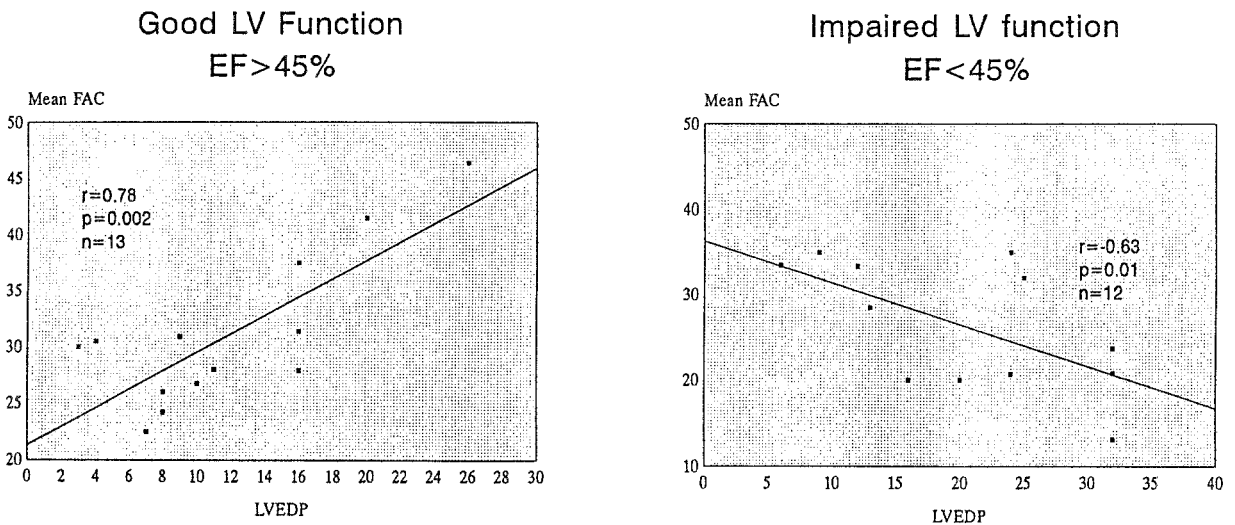 Good LV Function
EF>45%
Mean FAC
50
45
40
35
30
25
20
r=0.78
p=0.002
n=13
0 2 4 6 8 10 12 14 16 18 20 22 24 26 28 30
LVEDP
Impaired LV function
EF<45%
Mean FAC
50
40
30
20
10
r=-0.63
p=0.01
n=12
0 5 10 15 20 25 30 35 40
LVEDP